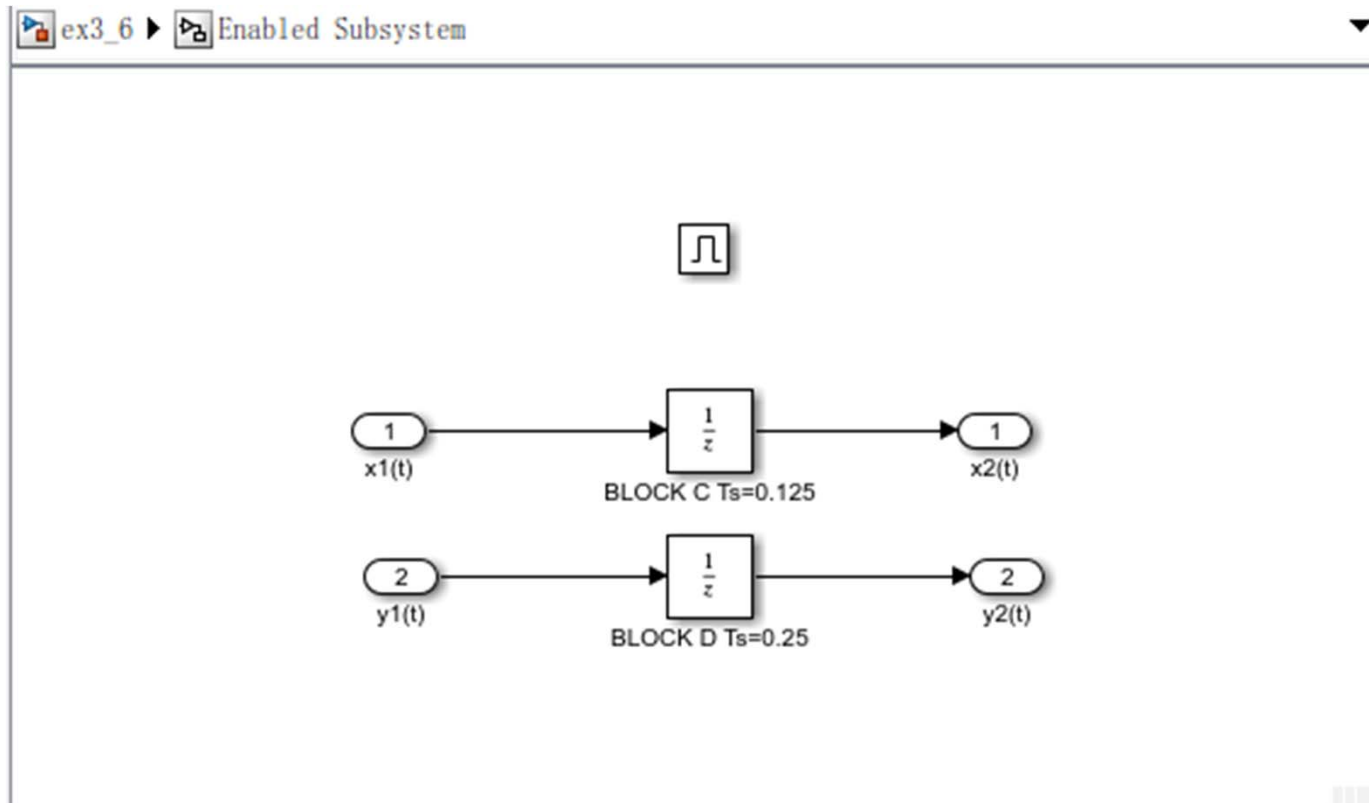 ex3_6 Enabled Subsystem
1 1/z 1
x1(t) x2(t)
BLOCK C Ts=0.125
2 1/z 2
y1(t) y2(t)
BLOCK D Ts=0.25